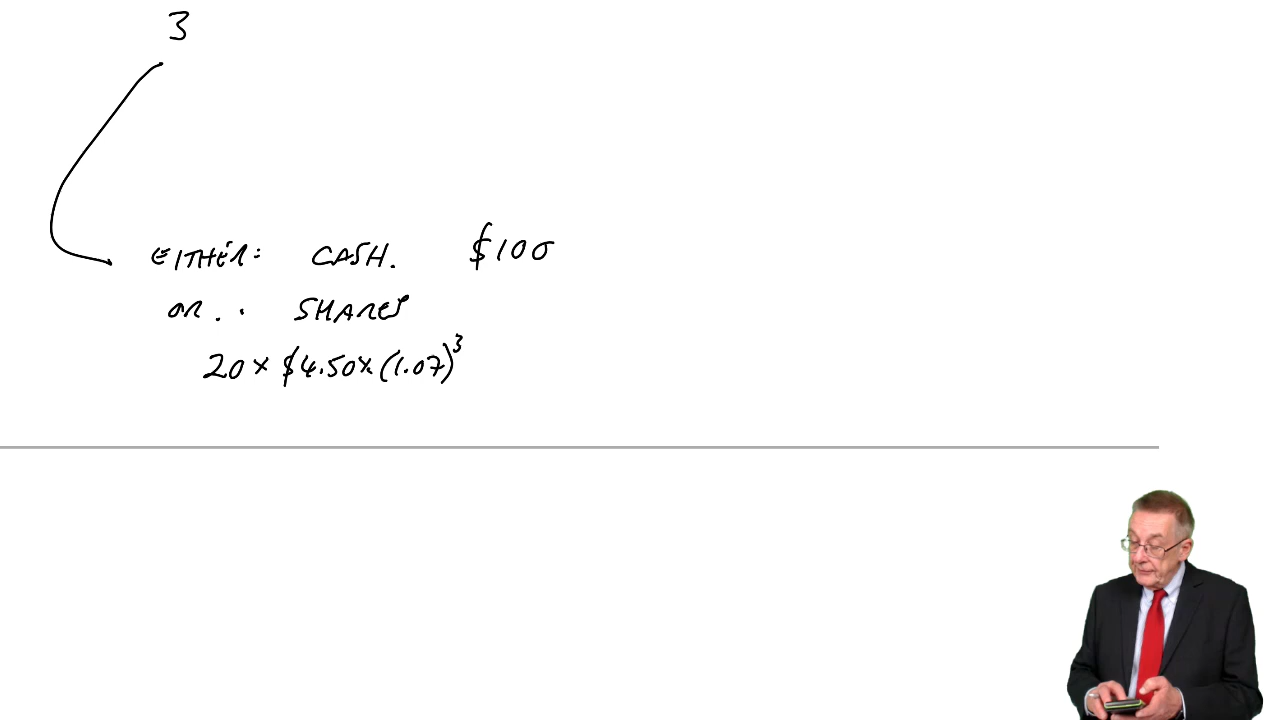 3
EITHER: CASH. $100
OR.. SHARES
20 × $4.50 × (1.07)³